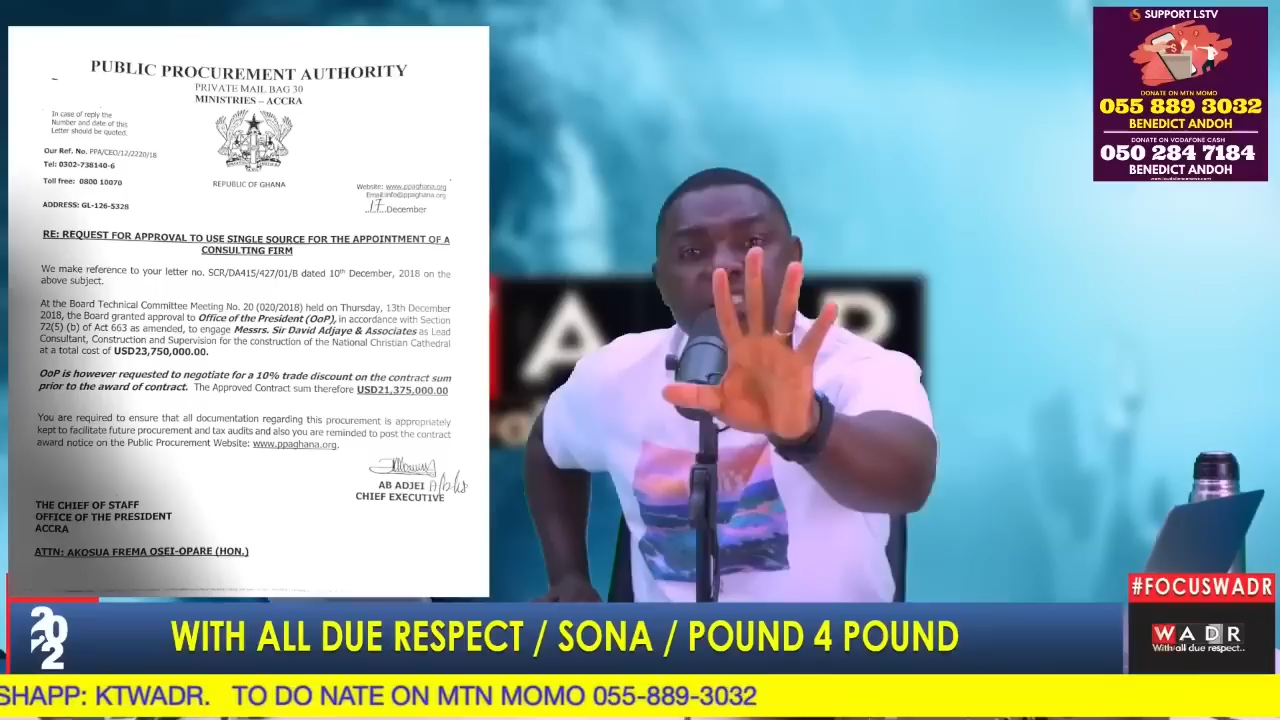 PUBLIC PROCUREMENT AUTHORITY
PRIVATE MAIL BAG 30
MINISTRIES – ACCRA
In case of reply the
Number and date of this
Letter should be quoted.
Our Ref. No. PPA/CEO/12/2220/18
Tel: 0302-738140-6
Toll free: 0800 10070
ADDRESS: GL-126-5328
REPUBLIC OF GHANA
Website: www.ppaghana.org
Email:info@ppaghana.org
17 December
RE: REQUEST FOR APPROVAL TO USE SINGLE SOURCE FOR THE APPOINTMENT OF A
CONSULTING FIRM
We make reference to your letter no. SCR/DA415/427/01/B dated 10th December, 2018 on the
above subject.
At the Board Technical Committee Meeting No. 20 (020/2018) held on Thursday, 13th December
2018, the Board granted approval to Office of the President (OoP), in accordance with Section
72(5) (b) of Act 663 as amended, to engage Messrs. Sir David Adjaye & Associates as Lead
Consultant, Construction and Supervision for the construction of the National Christian Cathedral
at a total cost of USD23,750,000.00.
OoP is however requested to negotiate for a 10% trade discount on the contract sum
prior to the award of contract. The Approved Contract sum therefore USD21,375,000.00
You are required to ensure that all documentation regarding this procurement is appropriately
kept to facilitate future procurement and tax audits and also you are reminded to post the contract
award notice on the Public Procurement Website: www.ppaghana.org.
AB ADJEI
CHIEF EXECUTIVE
THE CHIEF OF STAFF
OFFICE OF THE PRESIDENT
ACCRA
ATTN: AKOSUA FREMA OSEI-OPARE (HON.)
SUPPORT LSTV
DONATE ON MTN MOMO
055 889 3032
BENEDICT ANDOH
DONATE ON VODAFONE CASH
050 284 7184
BENEDICT ANDOH
#FOCUSWADR
WADR
With all due respect..
2022
WITH ALL DUE RESPECT / SONA / POUND 4 POUND
SHAPP: KTWADR. TO DO NATE ON MTN MOMO 055-889-3032